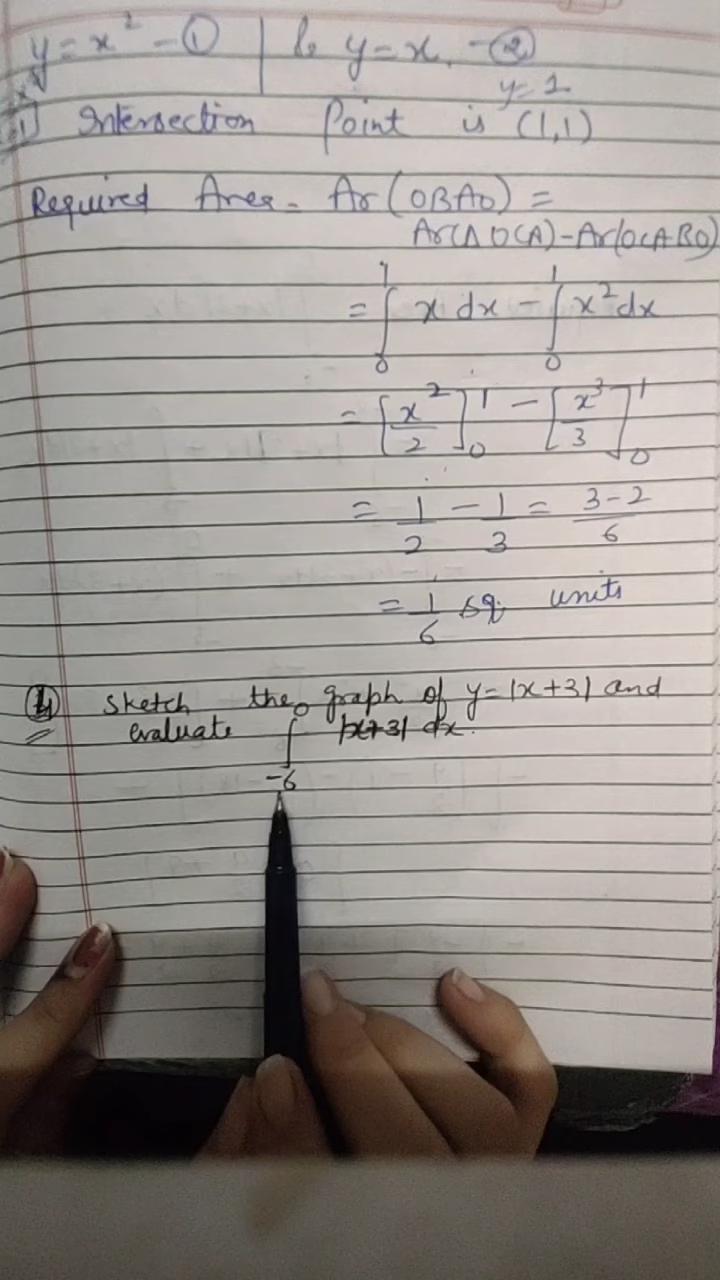 y = x² - ① | & y = x. - ②
y = 1
Intersection Point is (1,1)
Required Area = Ar(OBAO) =
Ar(Δ OCA) - Ar(OCABO)
= ∫₀¹ x dx - ∫₀¹ x² dx
= [x²/2]₀¹ - [x³/3]₀¹
= 1/2 - 1/3 = 3-2/6
= 1/6 sq. units
④ Sketch the graph of y = |x+3| and
evaluate ∫₋₆⁰ |x+3| dx.